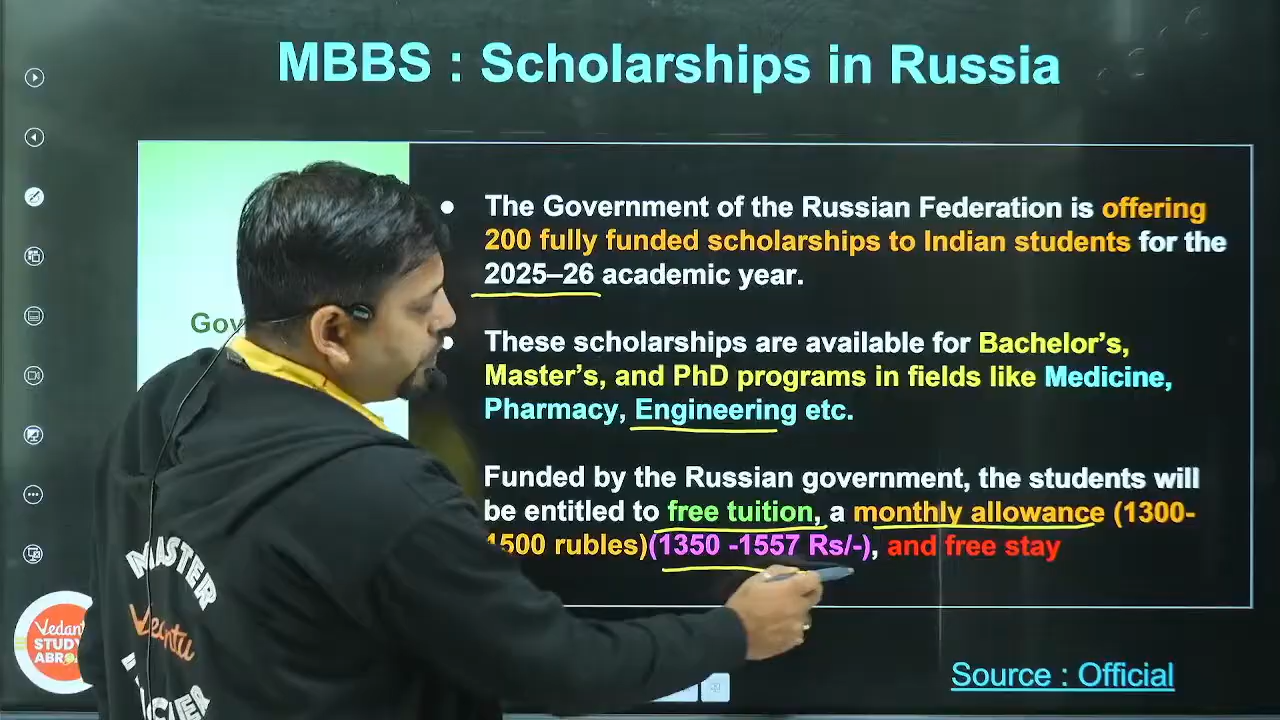 MBBS : Scholarships in Russia
● The Government of the Russian Federation is offering
200 fully funded scholarships to Indian students for the
2025–26 academic year.
● These scholarships are available for Bachelor’s,
Master’s, and PhD programs in fields like Medicine,
Pharmacy, Engineering etc.
Funded by the Russian government, the students will
be entitled to free tuition, a monthly allowance (1300-
1500 rubles)(1350 -1557 Rs/-), and free stay
Source : Official
MASTER
Vedantu
STUDY